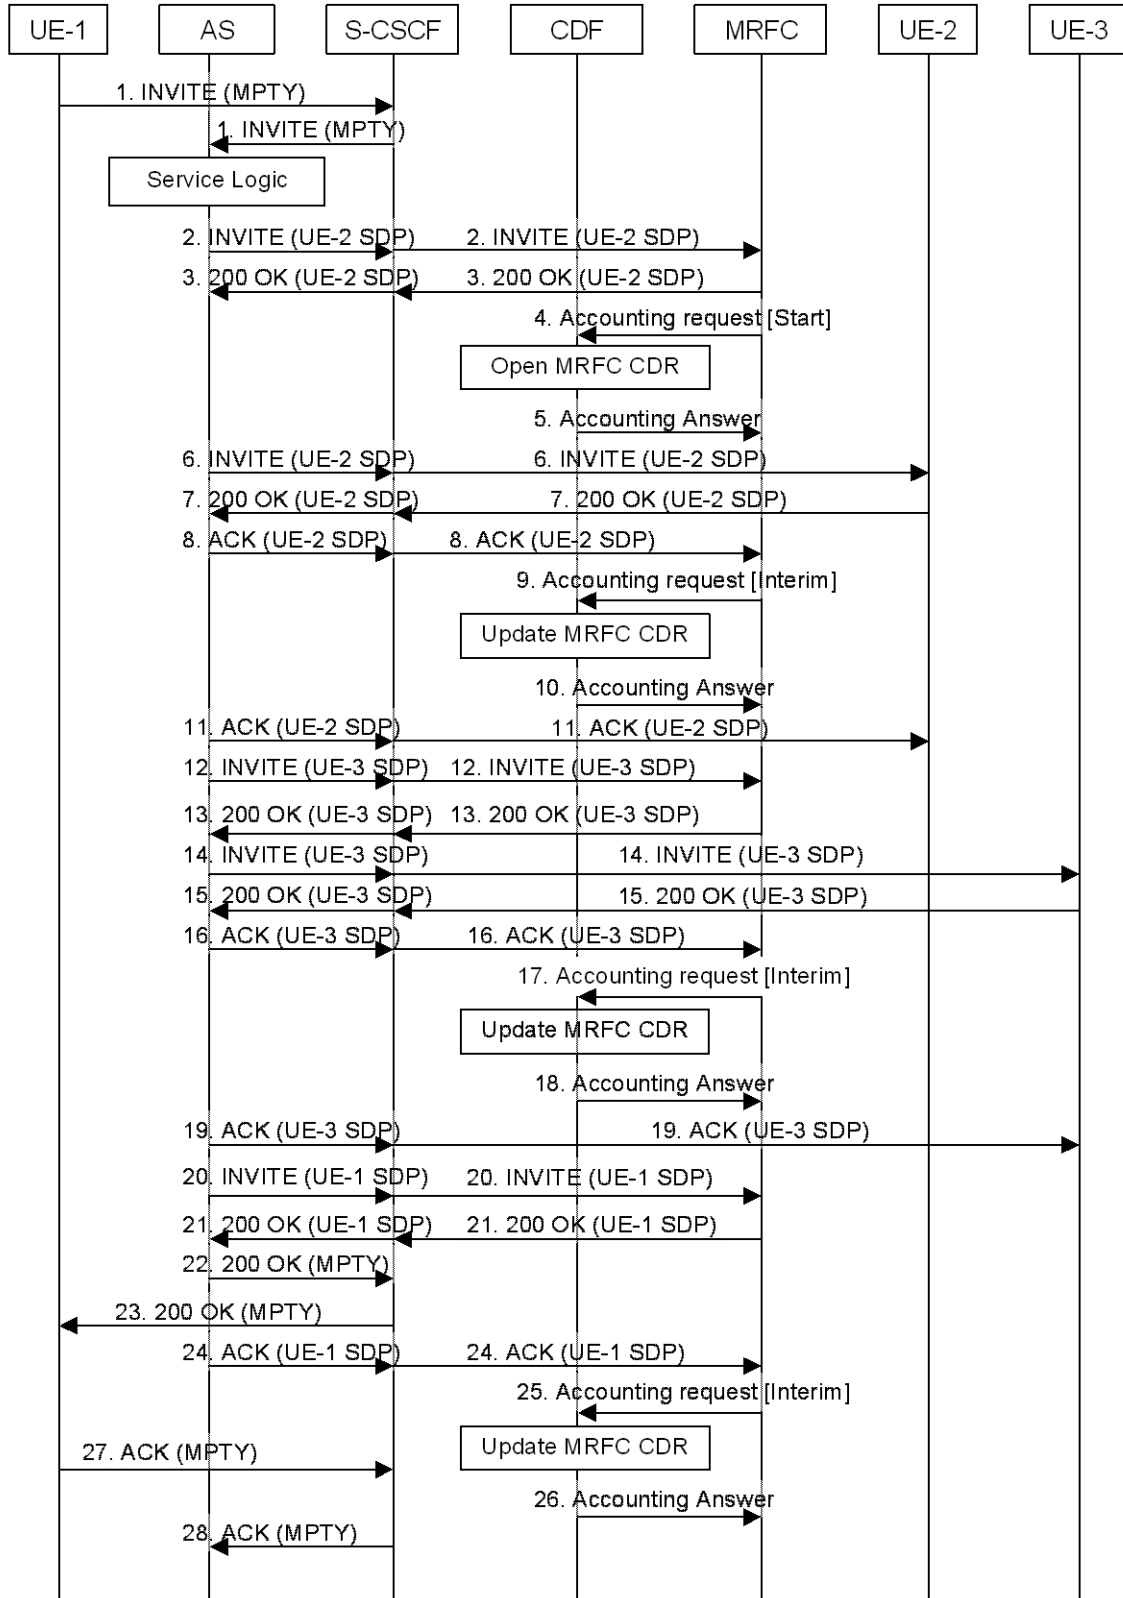 UE-1 AS S-CSCF CDF MRFC UE-2 UE-3
1. INVITE (MPTY)
1. INVITE (MPTY)
Service Logic
2. INVITE (UE-2 SDP) 2. INVITE (UE-2 SDP)
3. 200 OK (UE-2 SDP) 3. 200 OK (UE-2 SDP)
4. Accounting request [Start]
Open MRFC CDR
5. Accounting Answer
6. INVITE (UE-2 SDP) 6. INVITE (UE-2 SDP)
7. 200 OK (UE-2 SDP) 7. 200 OK (UE-2 SDP)
8. ACK (UE-2 SDP) 8. ACK (UE-2 SDP)
9. Accounting request [Interim]
Update MRFC CDR
10. Accounting Answer
11. ACK (UE-2 SDP) 11. ACK (UE-2 SDP)
12. INVITE (UE-3 SDP) 12. INVITE (UE-3 SDP)
13. 200 OK (UE-3 SDP) 13. 200 OK (UE-3 SDP)
14. INVITE (UE-3 SDP) 14. INVITE (UE-3 SDP)
15. 200 OK (UE-3 SDP) 15. 200 OK (UE-3 SDP)
16. ACK (UE-3 SDP) 16. ACK (UE-3 SDP)
17. Accounting request [Interim]
Update MRFC CDR
18. Accounting Answer
19. ACK (UE-3 SDP) 19. ACK (UE-3 SDP)
20. INVITE (UE-1 SDP) 20. INVITE (UE-1 SDP)
21. 200 OK (UE-1 SDP) 21. 200 OK (UE-1 SDP)
22. 200 OK (MPTY)
23. 200 OK (MPTY)
24. ACK (UE-1 SDP) 24. ACK (UE-1 SDP)
25. Accounting request [Interim]
Update MRFC CDR
27. ACK (MPTY)
26. Accounting Answer
28. ACK (MPTY)